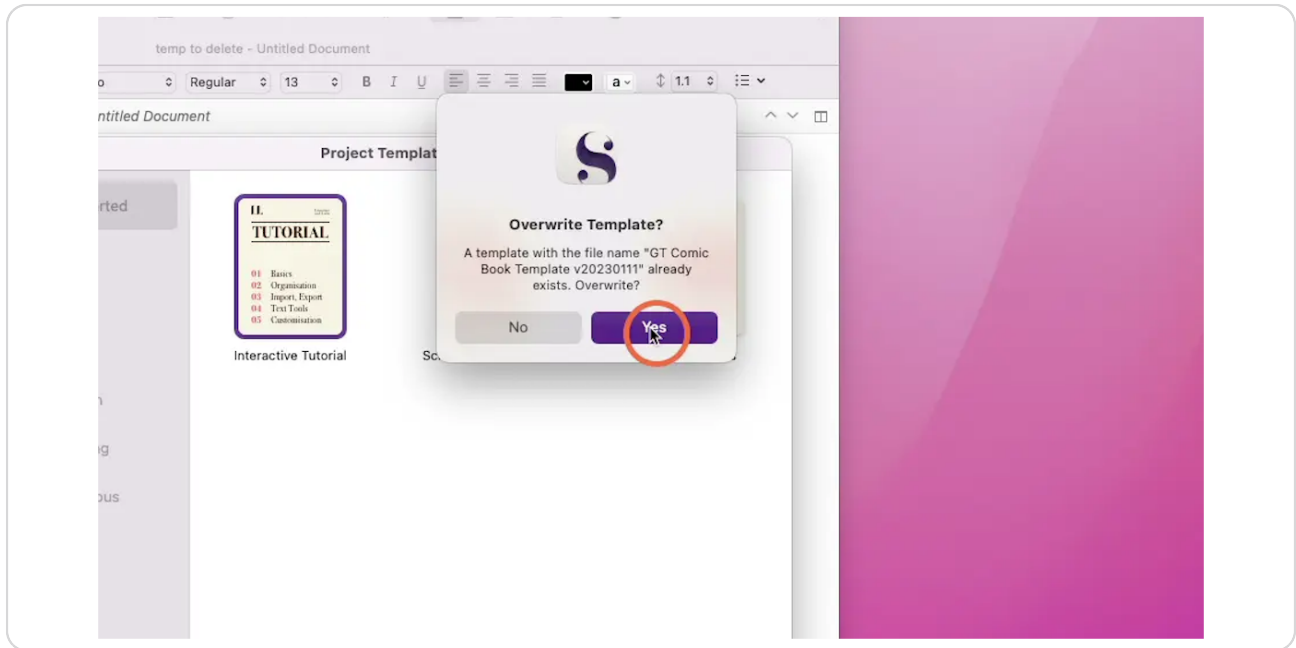 temp to delete - Untitled Document
Regular 13 B I U a 1.1
ntitled Document
Project Templat
rted
11.
TUTORIAL
01 Basics
02 Organisation
03 Import, Export
04 Text Tools
05 Customisation
Interactive Tutorial
Sc
Overwrite Template?
A template with the file name "GT Comic
Book Template v20230111" already
exists. Overwrite?
No
Yes